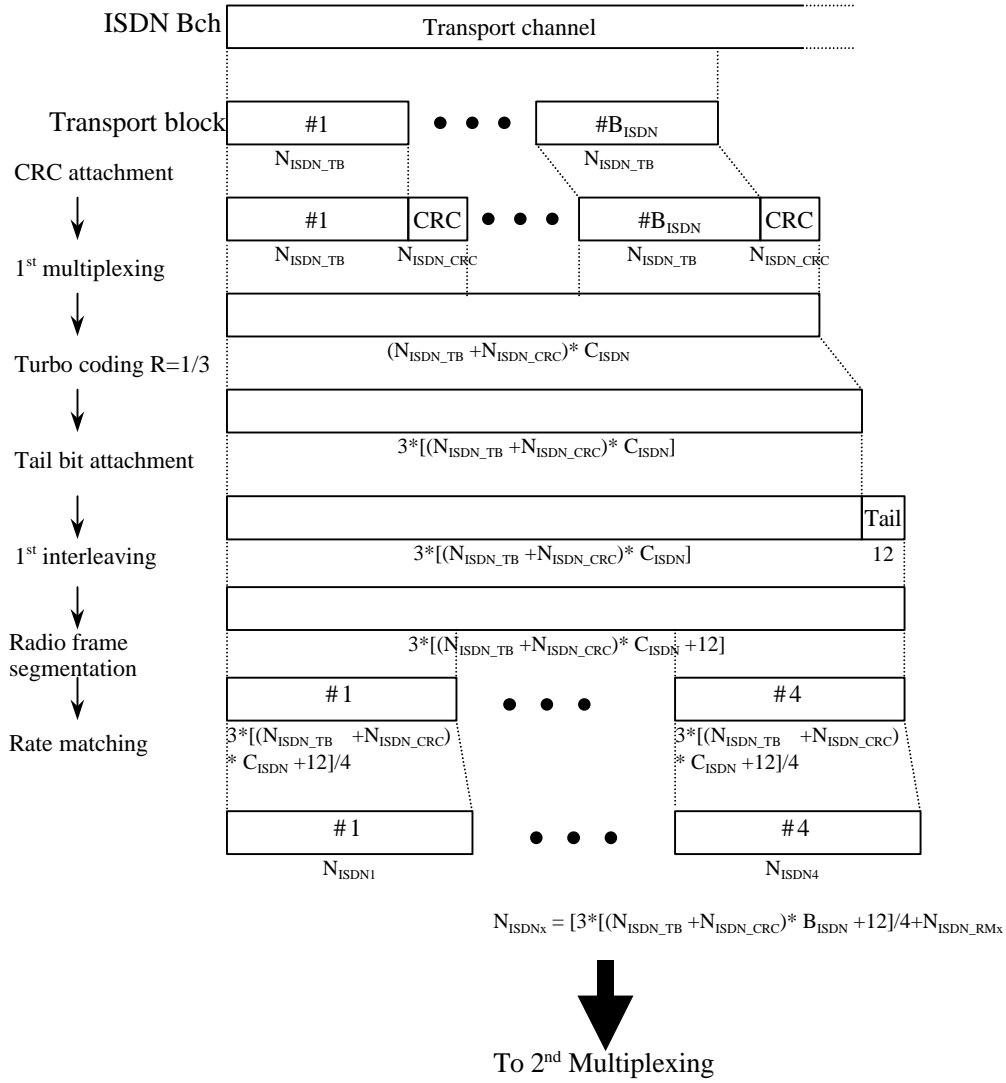 ISDN Bch
Transport channel
Transport block
#1
#B_ISDN
N_ISDN_TB
N_ISDN_TB
CRC attachment
#1
CRC
#B_ISDN
CRC
N_ISDN_TB
N_ISDN_CRC
N_ISDN_TB
N_ISDN_CRC
1st multiplexing
(N_ISDN_TB +N_ISDN_CRC)* C_ISDN
Turbo coding R=1/3
3*[(N_ISDN_TB +N_ISDN_CRC)* C_ISDN]
Tail bit attachment
Tail
3*[(N_ISDN_TB +N_ISDN_CRC)* C_ISDN]
12
1st interleaving
3*[(N_ISDN_TB +N_ISDN_CRC)* C_ISDN +12]
Radio frame
segmentation
#1
#4
3*[(N_ISDN_TB +N_ISDN_CRC)
* C_ISDN +12]/4
3*[(N_ISDN_TB +N_ISDN_CRC)
* C_ISDN +12]/4
Rate matching
#1
#4
N_ISDN1
N_ISDN4
N_ISDNx = [3*[(N_ISDN_TB +N_ISDN_CRC)* B_ISDN +12]/4+N_ISDN_RMx
To 2nd Multiplexing